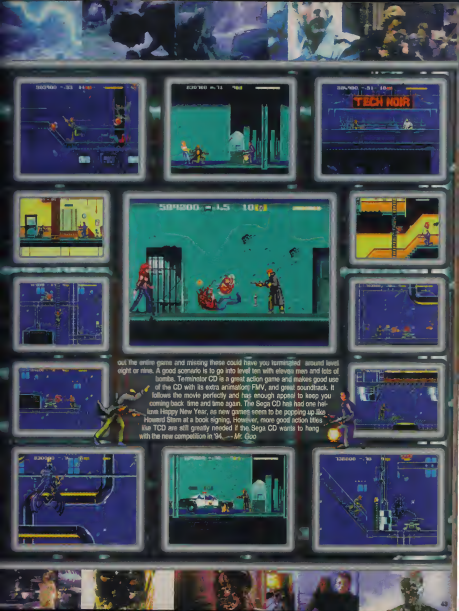 TECH NOIR
584200 1.5 10
out the entire game and missing these could have you terminated around level
eight or nine. A good scenario is to go into level ten with eleven men and lots of
bombs. Terminator CD is a great action game and makes good use
of the CD with its extra animation, FMV, and great soundtrack. It
follows the movie perfectly and has enough appeal to keep you
coming back time and time again. The Sega CD has had one hel-
lova Happy New Year, as new games seem to be popping up like
Howard Stern at a book signing. However, more good action titles
like TCD are still greatly needed if the Sega CD wants to hang
with the new competition in '94. — Mr. Goo